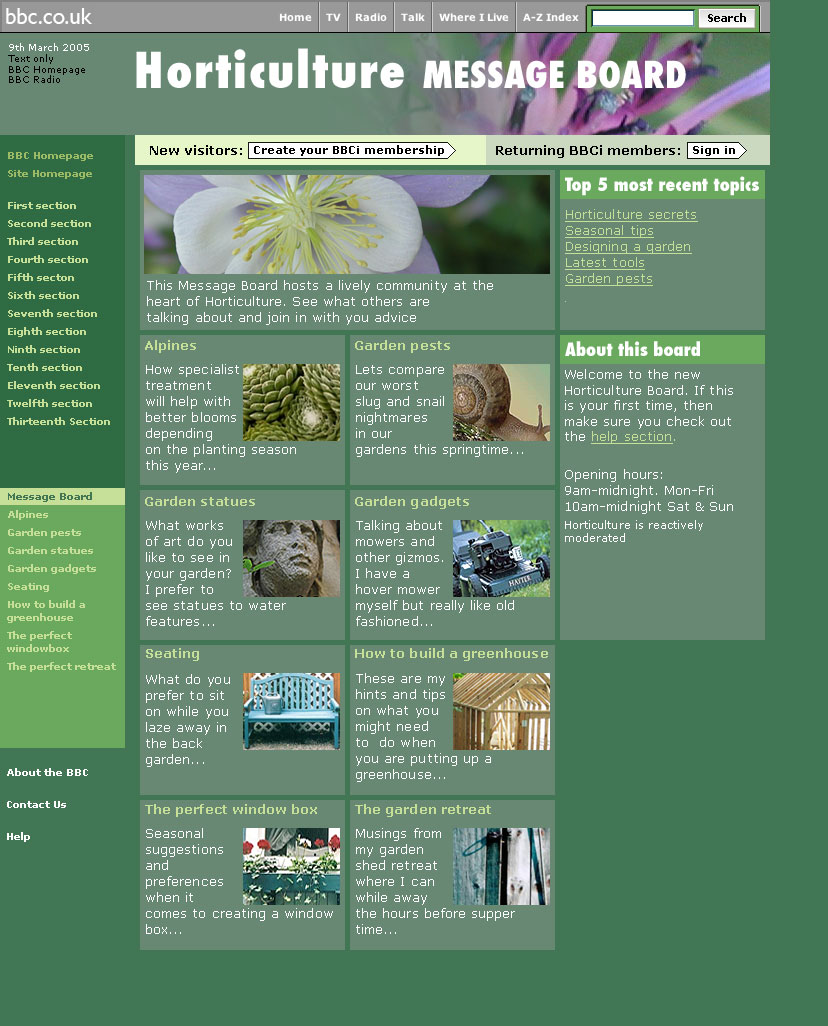 bbc.co.uk
Home TV Radio Talk Where I Live A-Z Index Search
9th March 2005
Text only
BBC Homepage
BBC Radio
Horticulture MESSAGE BOARD
New visitors: Create your BBCi membership
Returning BBCi members: Sign in
BBC Homepage
Site Homepage
First section
Second section
Third section
Fourth section
Fifth secton
Sixth section
Seventh section
Eighth section
Ninth section
Tenth section
Eleventh section
Twelfth section
Thirteenth Section
Message Board
Alpines
Garden pests
Garden statues
Garden gadgets
Seating
How to build a
greenhouse
The perfect
windowbox
The perfect retreat
About the BBC
Contact Us
Help
This Message Board hosts a lively community at the
heart of Horticulture. See what others are
talking about and join in with you advice
Alpines
How specialist
treatment
will help with
better blooms
depending
on the planting season
this year...
Garden pests
Lets compare
our worst
slug and snail
nightmares
in our
gardens this springtime...
Garden statues
What works
of art do you
like to see in
your garden?
I prefer to
see statues to water
features...
Garden gadgets
Talking about
mowers and
other gizmos.
I have a
hover mower
myself but really like old
fashioned...
HAYTER
Seating
What do you
prefer to sit
on while you
laze away in
the back
garden...
How to build a greenhouse
These are my
hints and tips
on what you
might need
to do when
you are putting up a
greenhouse...
The perfect window box
Seasonal
suggestions
and
preferences
when it
comes to creating a window
box...
The garden retreat
Musings from
my garden
shed retreat
where I can
while away
the hours before supper
time...
Top 5 most recent topics
Horticulture secrets
Seasonal tips
Designing a garden
Latest tools
Garden pests
.
About this board
Welcome to the new
Horticulture Board. If this
is your first time, then
make sure you check out
the help section.
Opening hours:
9am-midnight. Mon-Fri
10am-midnight Sat & Sun
Horticulture is reactively
moderated